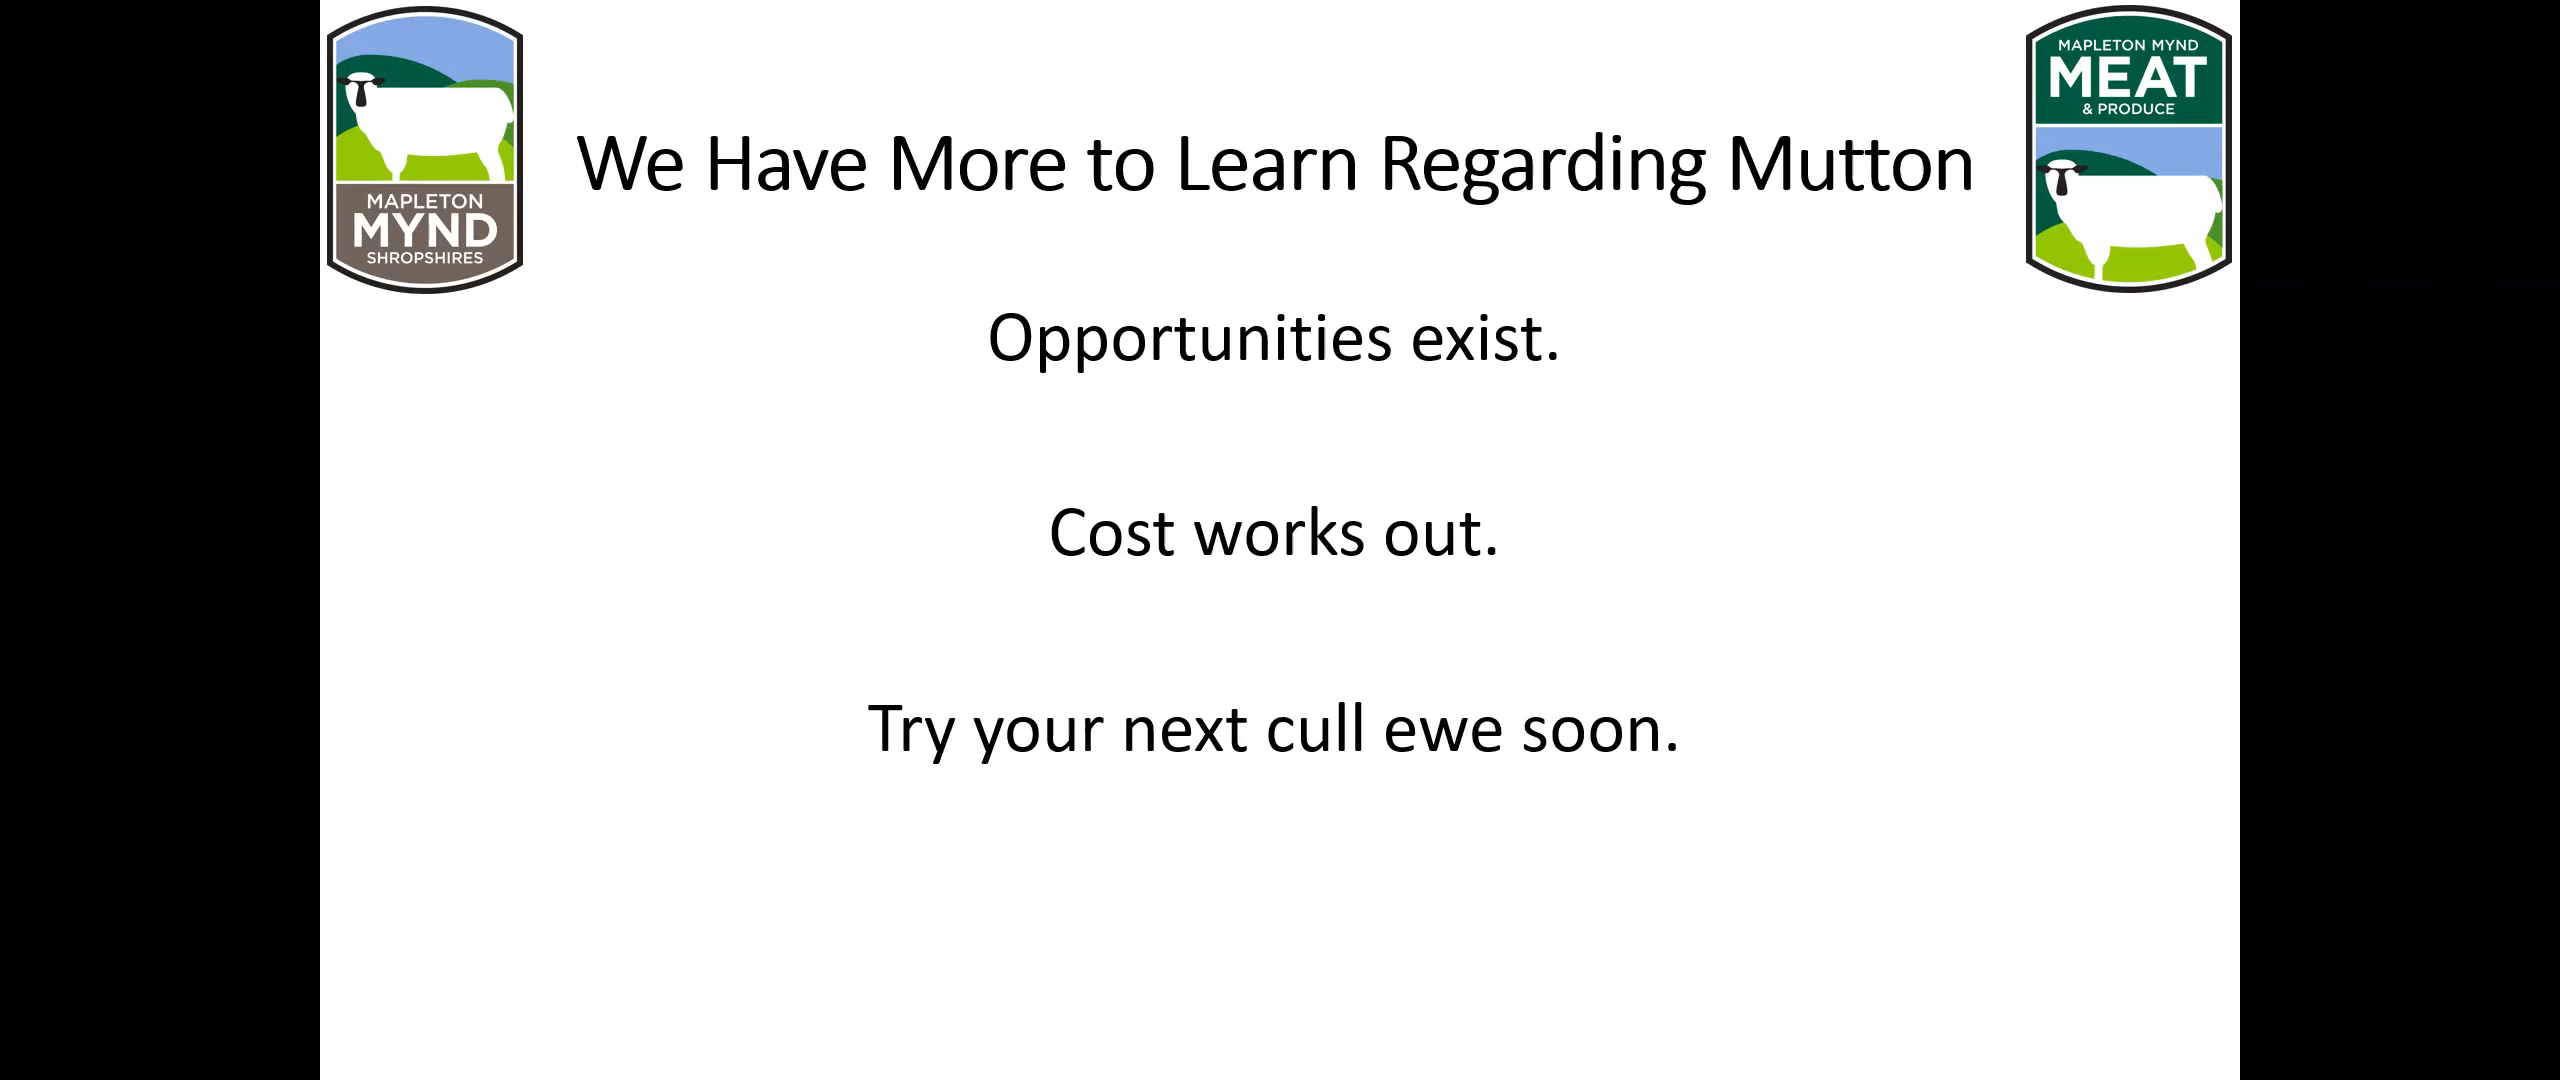 MAPLETON
MYND
SHROPSHIRES
MAPLETON MYND
MEAT
& PRODUCE
We Have More to Learn Regarding Mutton
Opportunities exist.
Cost works out.
Try your next cull ewe soon.